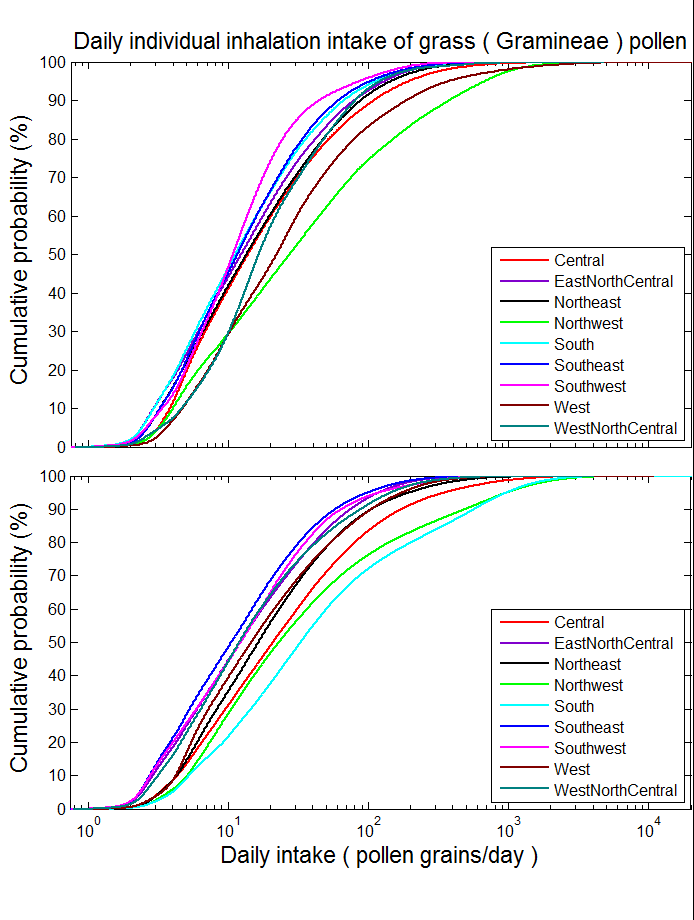 Daily individual inhalation intake of grass ( Gramineae ) pollen
Cumulative probability (%)
100
90
80
70
60
50
40
30
20
10
0
Central
EastNorthCentral
Northeast
Northwest
South
Southeast
Southwest
West
WestNorthCentral
Cumulative probability (%)
100
90
80
70
60
50
40
30
20
10
0
Central
EastNorthCentral
Northeast
Northwest
South
Southeast
Southwest
West
WestNorthCentral
10^0 10^1 10^2 10^3 10^4
Daily intake ( pollen grains/day )